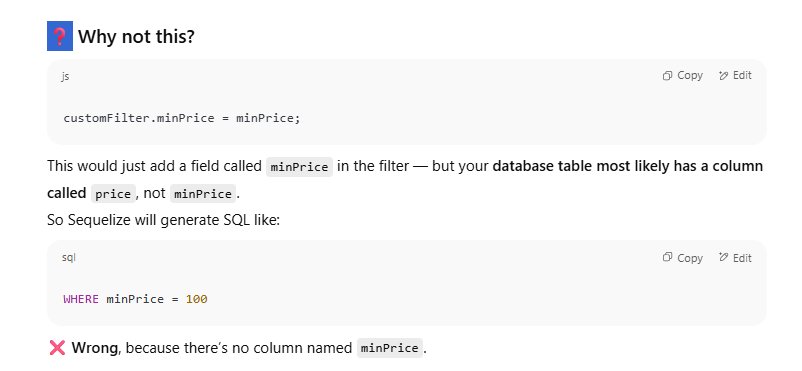 ❓ Why not this?
js Copy Edit
customFilter.minPrice = minPrice;
This would just add a field called minPrice in the filter — but your database table most likely has a column
called price, not minPrice.
So Sequelize will generate SQL like:
sql Copy Edit
WHERE minPrice = 100
❌ Wrong, because there's no column named minPrice.